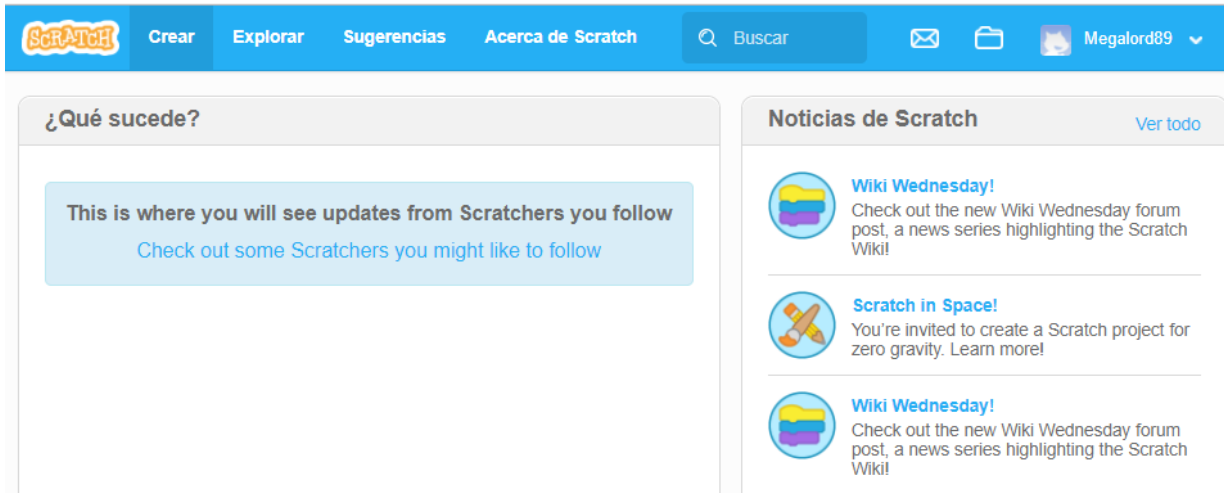 SCRATCH Crear Explorar Sugerencias Acerca de Scratch Buscar Megalord89
¿Qué sucede?
This is where you will see updates from Scratchers you follow
Check out some Scratchers you might like to follow
Noticias de Scratch Ver todo
Wiki Wednesday!
Check out the new Wiki Wednesday forum
post, a news series highlighting the Scratch
Wiki!
Scratch in Space!
You're invited to create a Scratch project for
zero gravity. Learn more!
Wiki Wednesday!
Check out the new Wiki Wednesday forum
post, a news series highlighting the Scratch
Wiki!